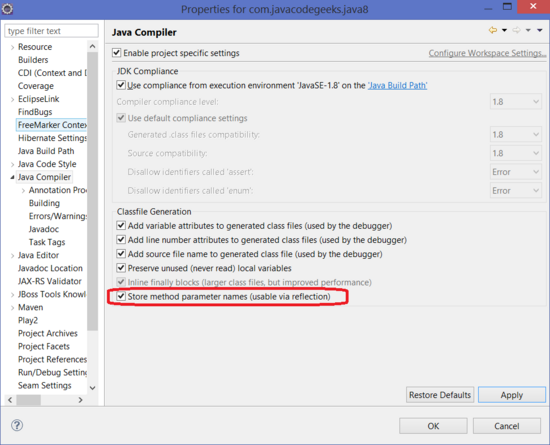 Properties for com.javacodegeeks.java8
type filter text
Resource
Builders
CDI (Context and D
Coverage
EclipseLink
FindBugs
FreeMarker Contex
Hibernate Settings
Java Build Path
Java Code Style
Java Compiler
Annotation Proc
Building
Errors/Warnings
Javadoc
Task Tags
Java Editor
Javadoc Location
JAX-RS Validator
JBoss Tools Knowle
Maven
Play2
Project Archives
Project Facets
Project References
Run/Debug Setting
Seam Settings
Java Compiler
Enable project specific settings
Configure Workspace Settings...
JDK Compliance
Use compliance from execution environment 'JavaSE-1.8' on the 'Java Build Path'
Compiler compliance level: 1.8
Use default compliance settings
Generated .class files compatibility: 1.8
Source compatibility: 1.8
Disallow identifiers called 'assert': Error
Disallow identifiers called 'enum': Error
Classfile Generation
Add variable attributes to generated class files (used by the debugger)
Add line number attributes to generated class files (used by the debugger)
Add source file name to generated class file (used by the debugger)
Preserve unused (never read) local variables
Inline finally blocks (larger class files, but improved performance)
Store method parameter names (usable via reflection)
Restore Defaults
Apply
OK
Cancel